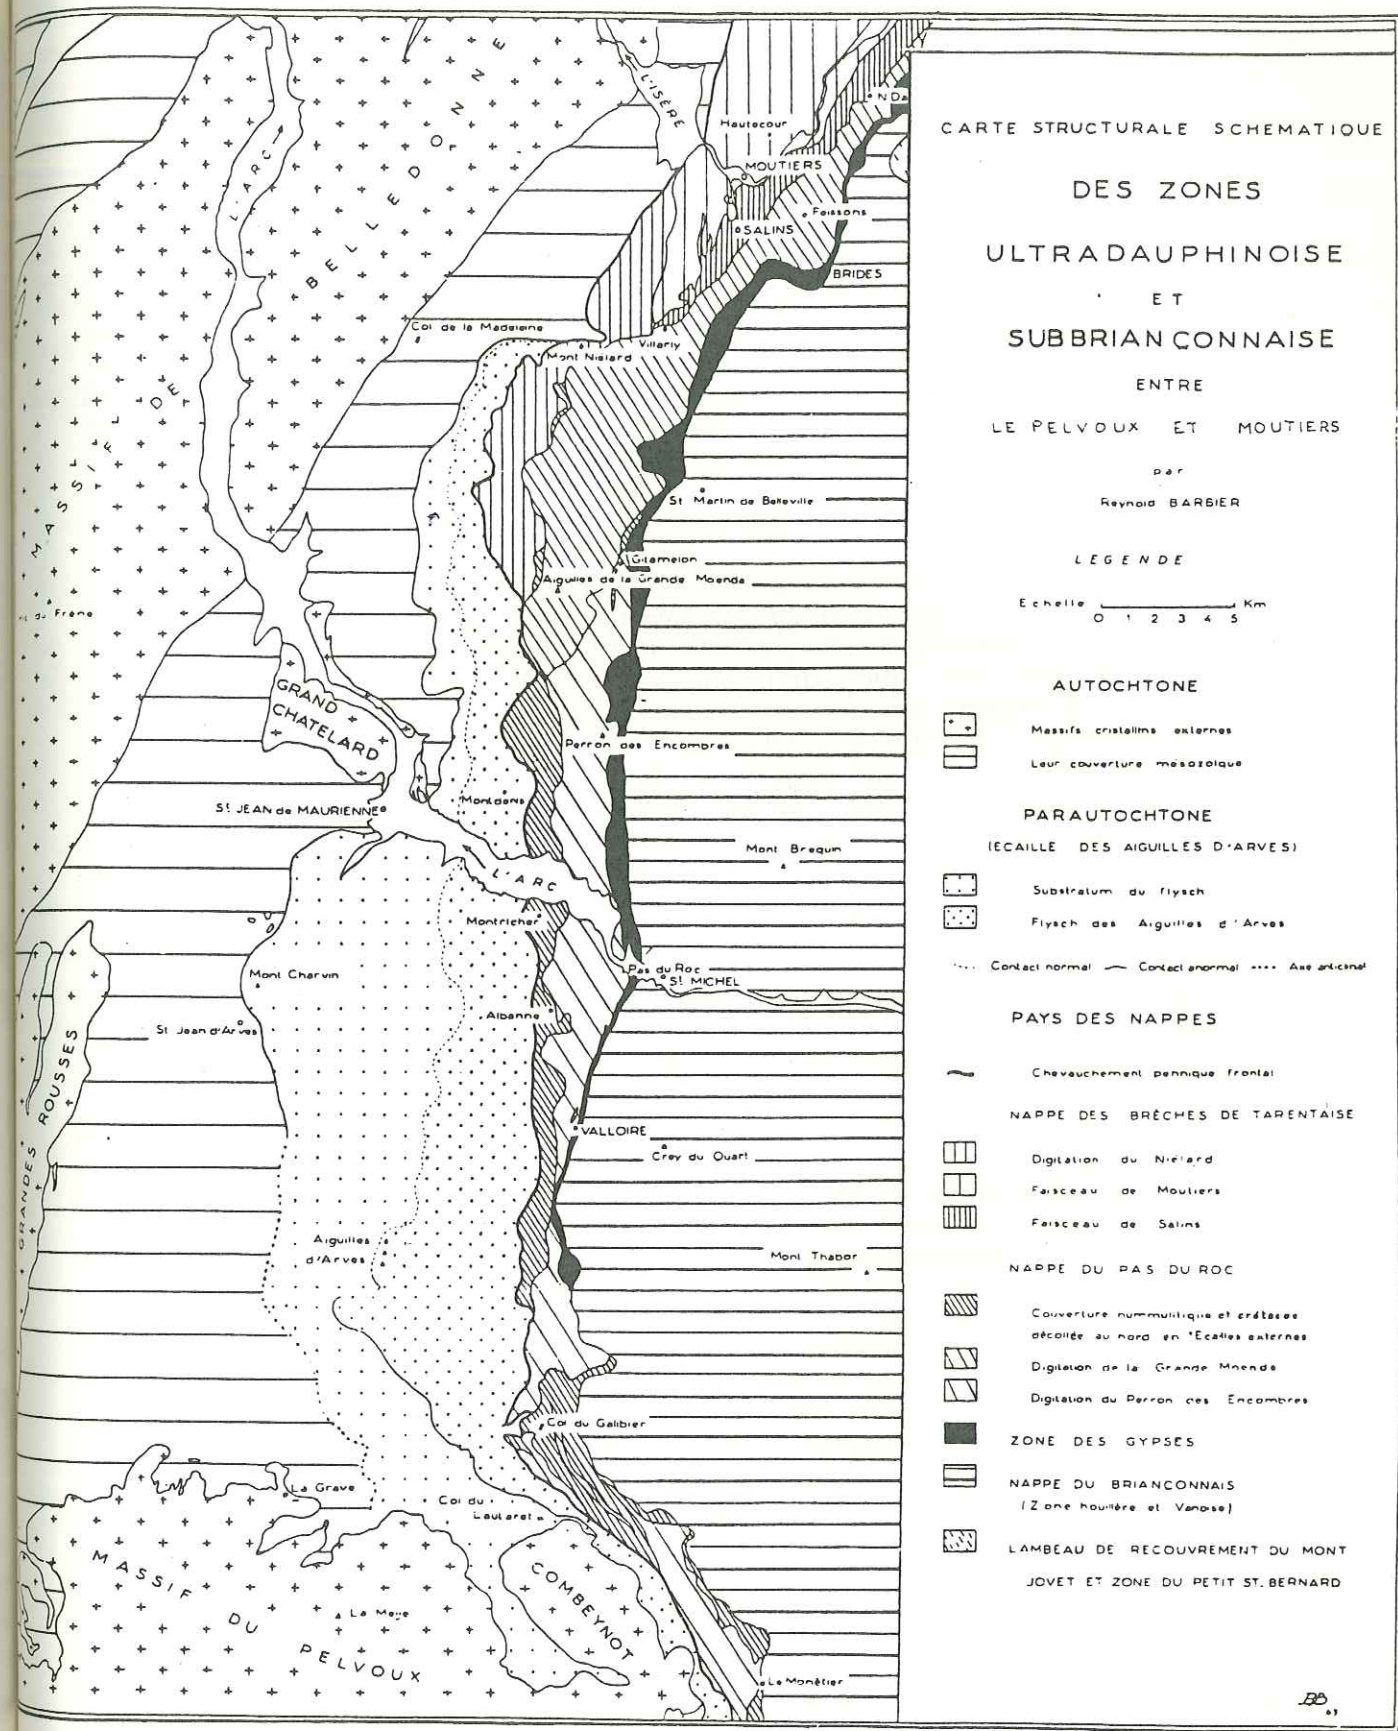 L'ISÈRE
N D
Hautecour
MOUTIERS
Feissons
SALINS
BRIDES
L'ARC
MASSIF DE BELLEDONNE
Col de la Madeleine
Villarly
Mont Niélard
St Martin de Belleville
Gitamelon
Aiguilles de la Grande Moenda
du Frêne
GRAND
CHATELARD
Perron des Encombres
St JEAN de MAURIENNE
Montdenis
Mont Brequin
L'ARC
Montricher
Pas du Roc
St MICHEL
Mont Charvin
Albanne
St Jean d'Arves
GRANDES ROUSSES
VALLOIRE
Crey du Quart
Aiguilles
d'Arves
Mont Thabor
Col du Galibier
La Grave
Col du
Lautaret
MASSIF DU PELVOUX
COMBEYNOT
La Meije
Le Monêtier
CARTE STRUCTURALE SCHEMATIQUE
DES ZONES
ULTRADAUPHINOISE
ET
SUBBRIANÇONNAISE
ENTRE
LE PELVOUX ET MOUTIERS
par
Reynold BARBIER
LEGENDE
Echelle Km
0 1 2 3 4 5
AUTOCHTONE
Massifs cristallins externes
Leur couverture mésozoïque
PARAUTOCHTONE
(ECAILLE DES AIGUILLES D'ARVES)
Substratum du flysch
Flysch des Aiguilles d'Arves
Contact normal Contact anormal Axe anticlinal
PAYS DES NAPPES
Chevauchement pennique frontal
NAPPE DES BRÈCHES DE TARENTAISE
Digitation du Niélard
Faisceau de Moutiers
Faisceau de Salins
NAPPE DU PAS DU ROC
Couverture nummulitique et crétacée
décollée au nord en "Ecailles externes
Digitation de la Grande Moenda
Digitation du Perron des Encombres
ZONE DES GYPSES
NAPPE DU BRIANCONNAIS
(Zone houillère et Vanoise)
LAMBEAU DE RECOUVREMENT DU MONT
JOVET ET ZONE DU PETIT ST. BERNARD